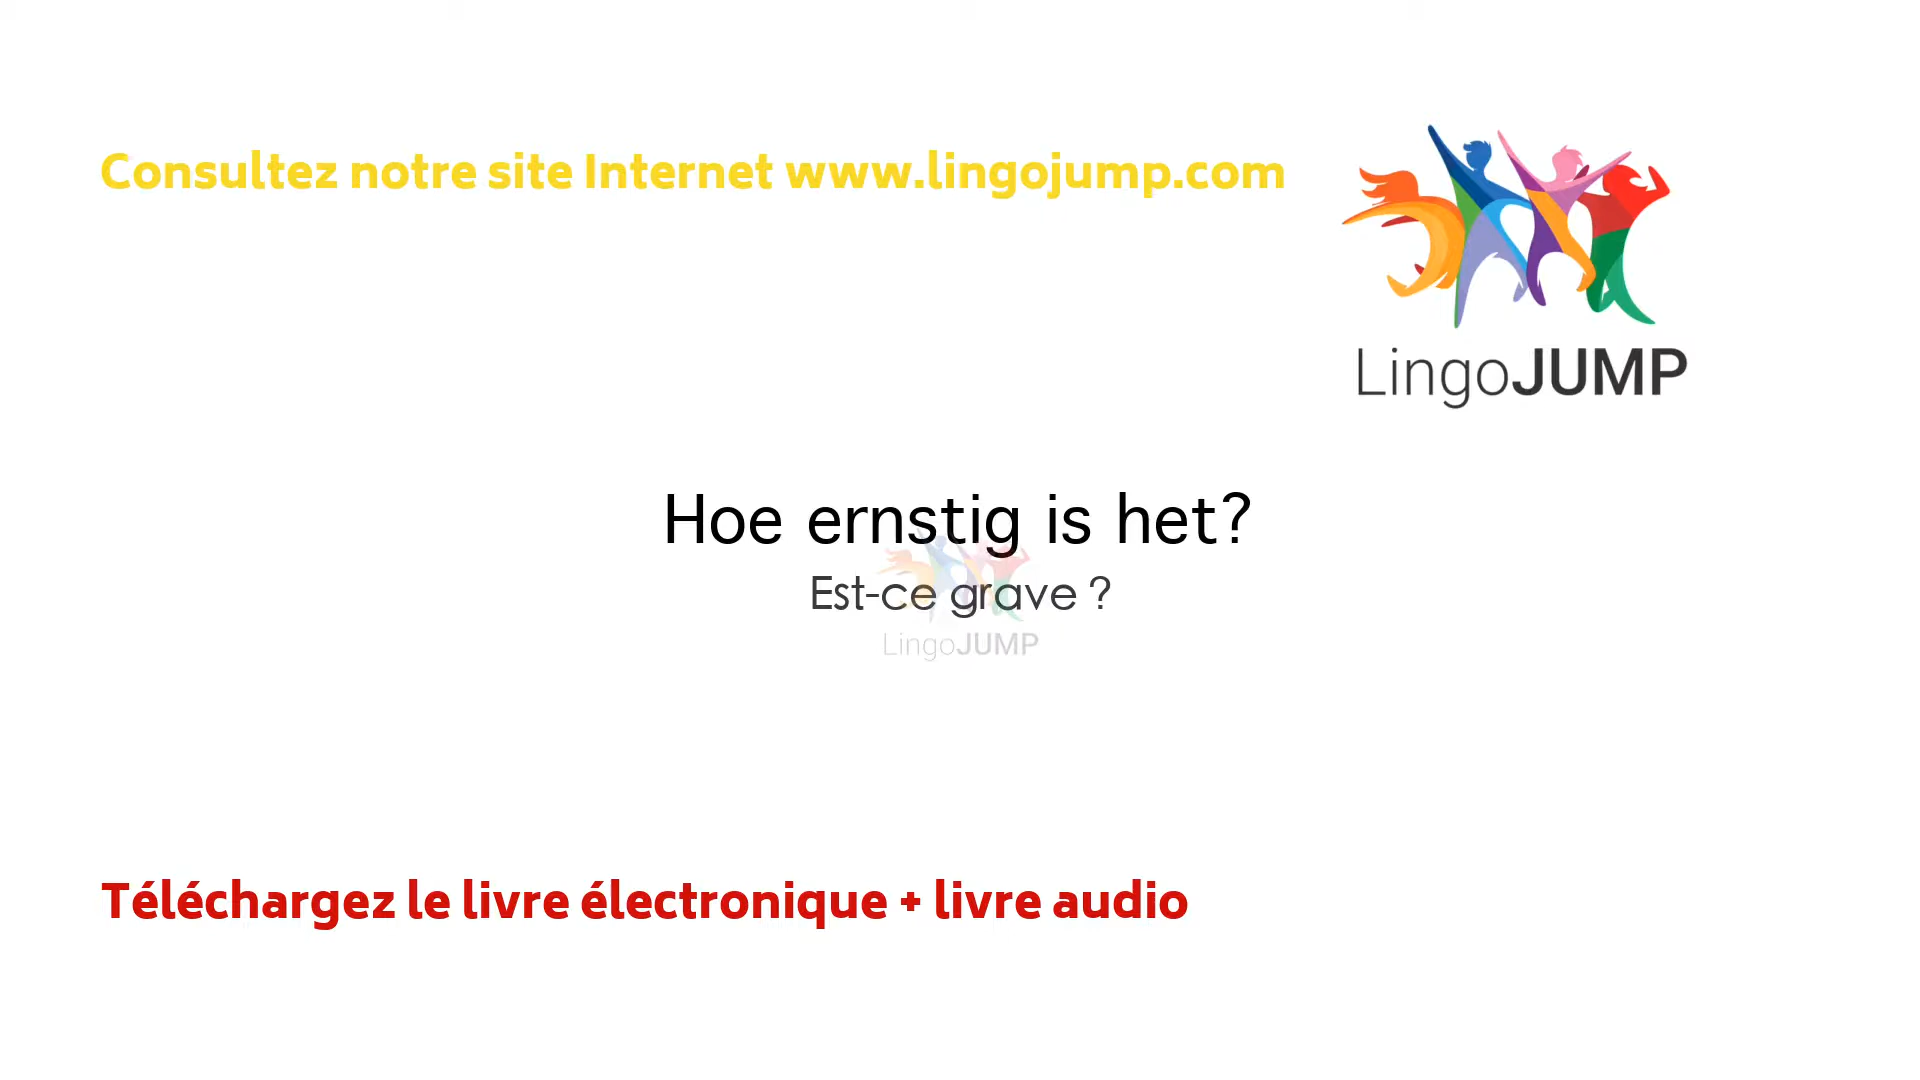 Consultez notre site Internet www.lingojump.com
LingoJUMP
Hoe ernstig is het?
Est-ce grave ?
LingoJUMP
Téléchargez le livre électronique + livre audio